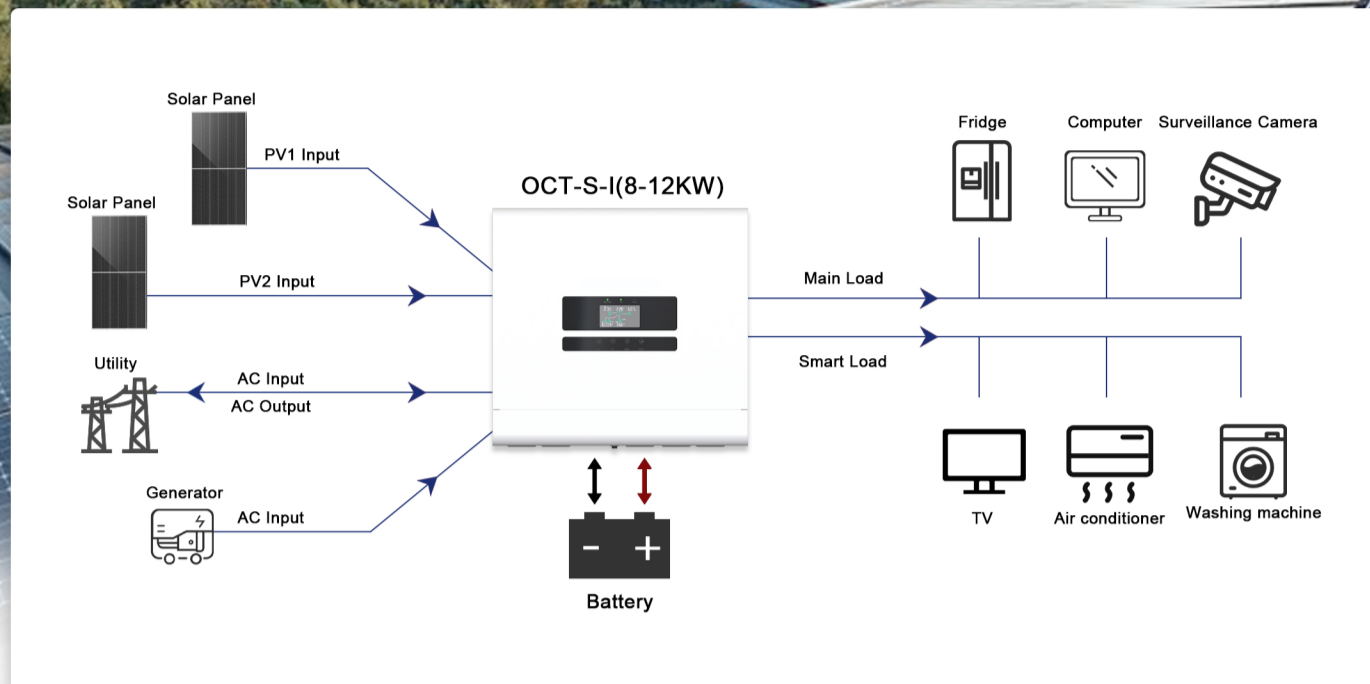 Solar Panel
PV1 Input
Solar Panel
PV2 Input
Utility
AC Input
AC Output
Generator
AC Input
OCT-S-I(8-12KW)
Battery
Main Load
Smart Load
Fridge
Computer
Surveillance Camera
TV
Air conditioner
Washing machine